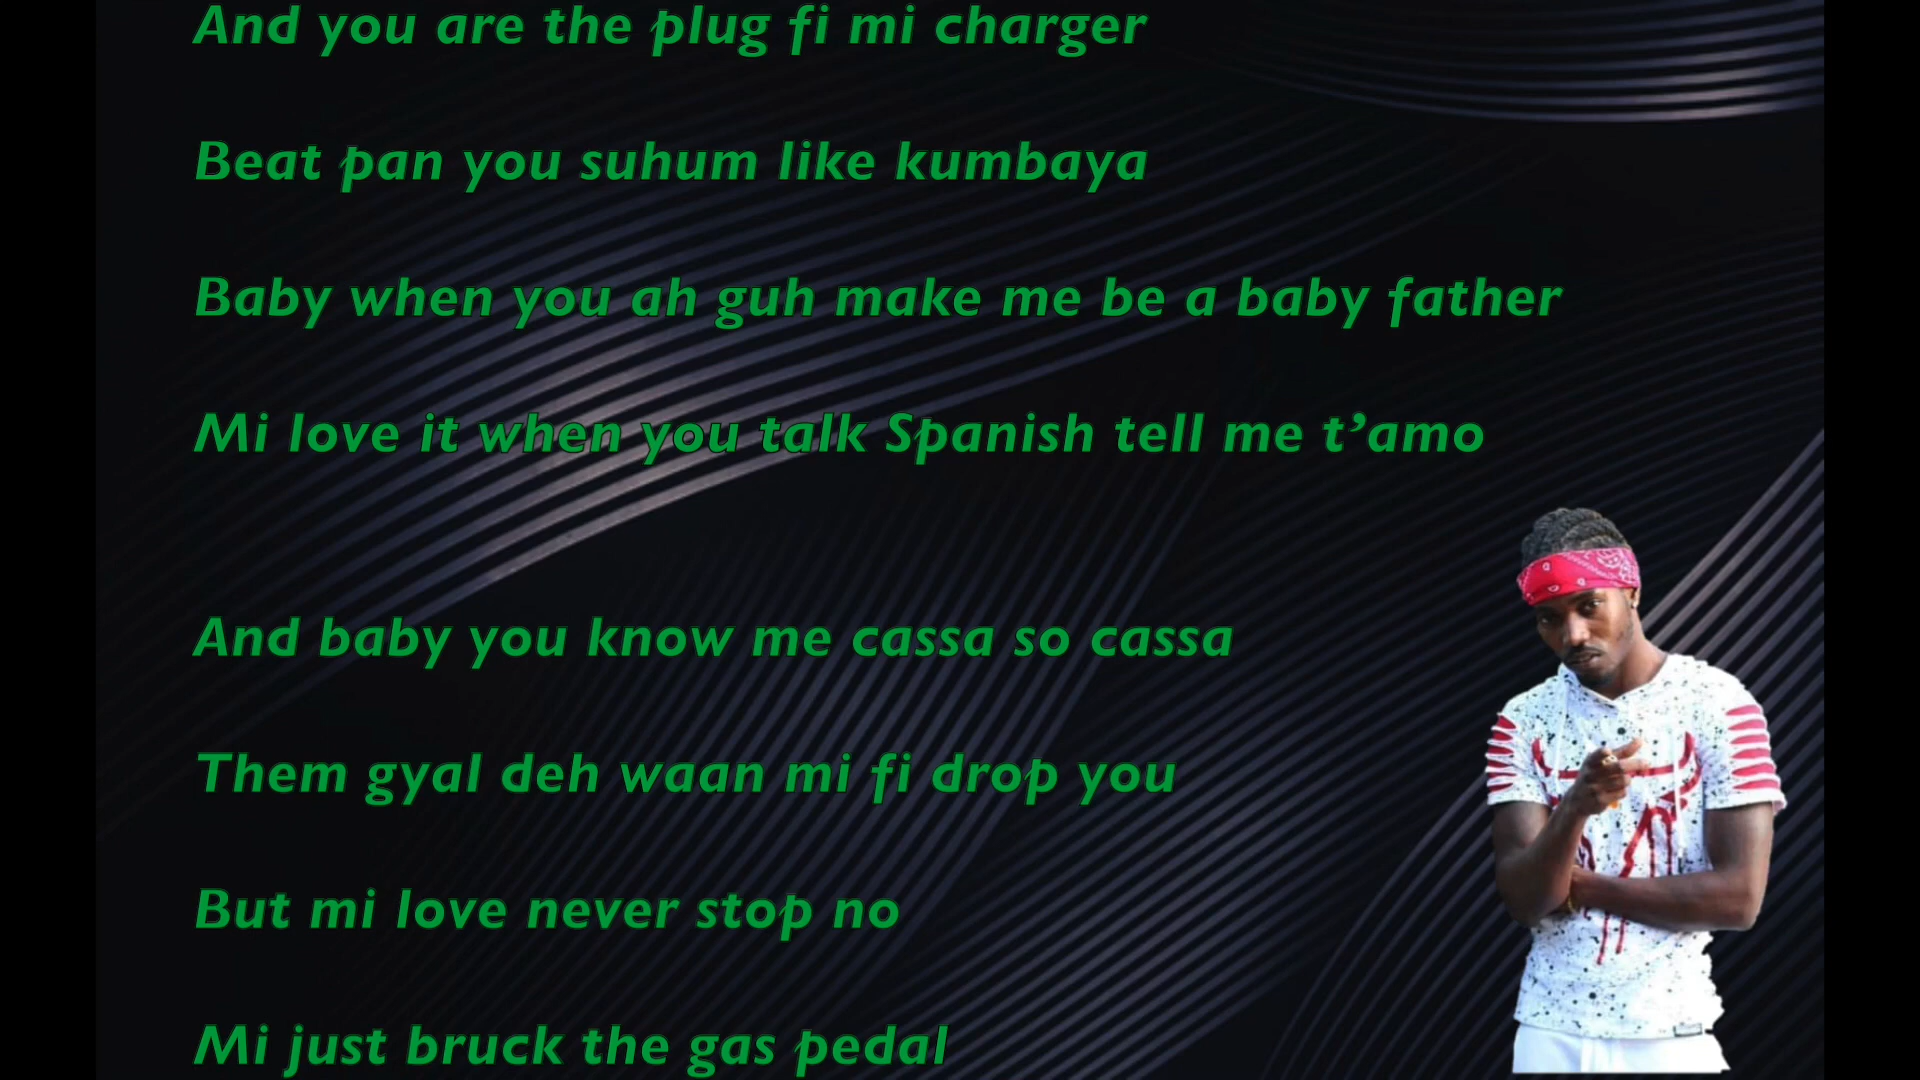 And you are the plug fi mi charger
Beat pan you suhum like kumbaya
Baby when you ah guh make me be a baby father
Mi love it when you talk Spanish tell me t’amo
And baby you know me cassa so cassa
Them gyal deh waan mi fi drop you
But mi love never stop no
Mi just bruck the gas pedal